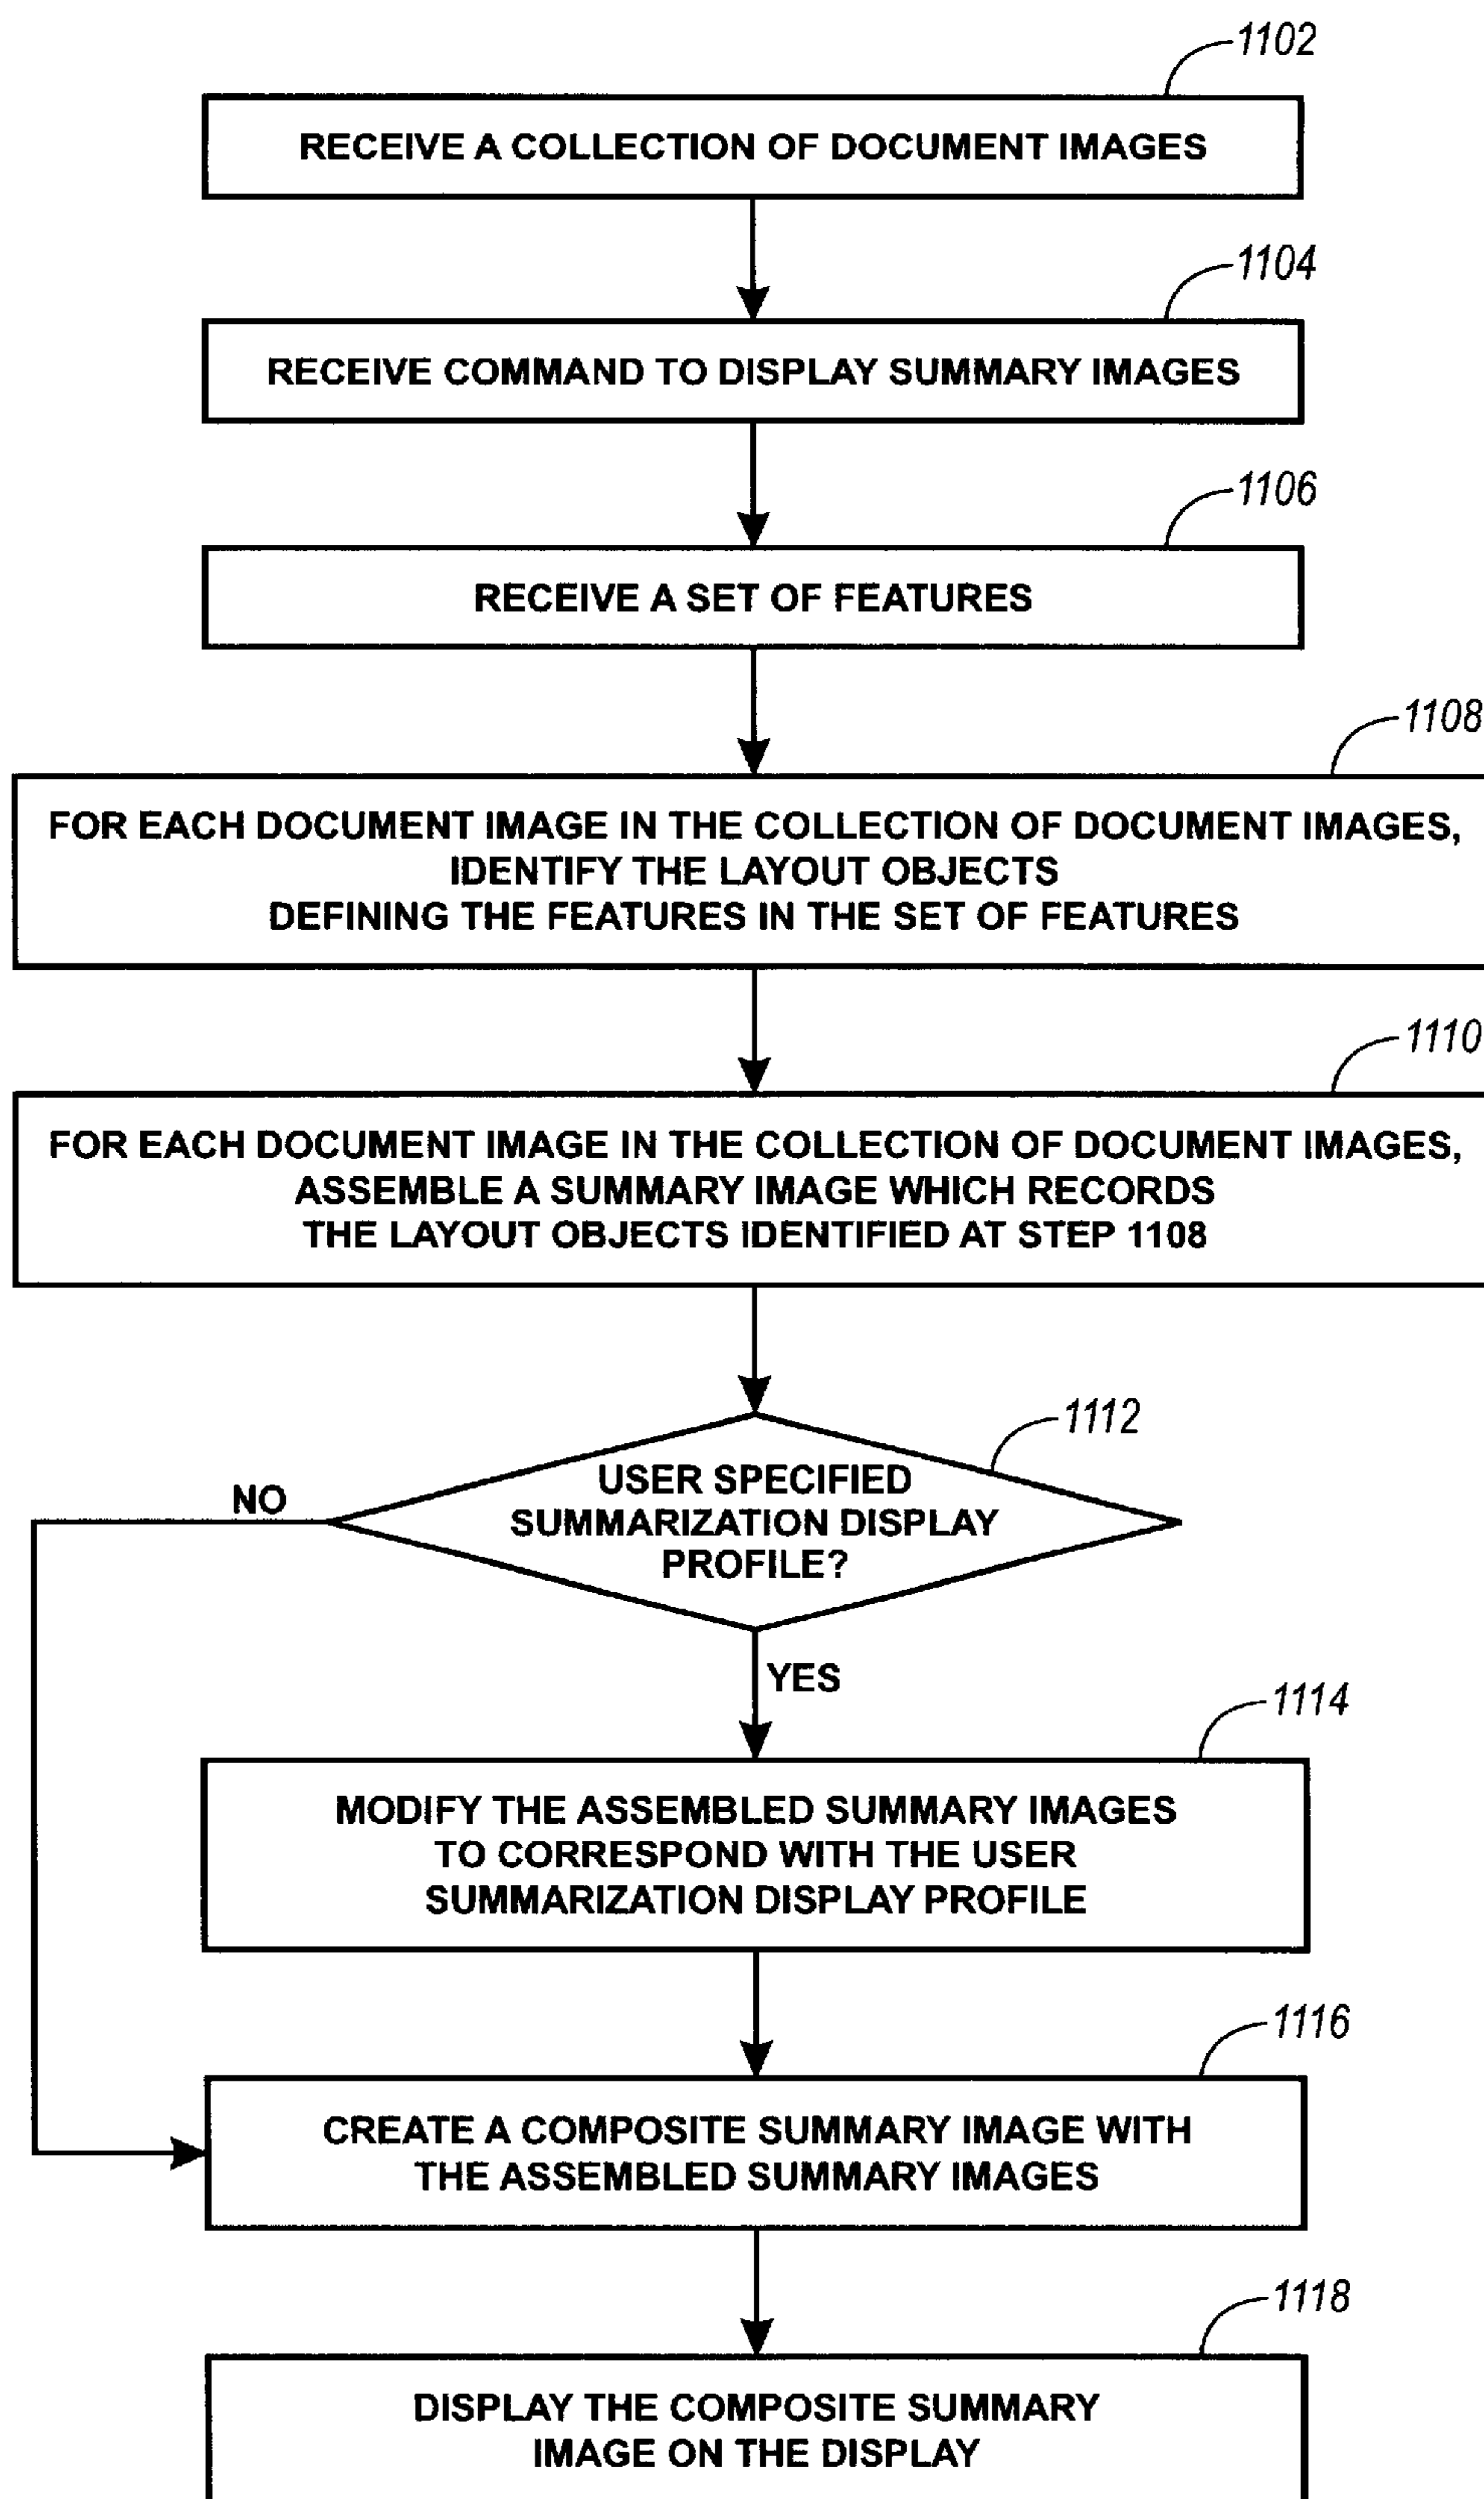 1102
RECEIVE A COLLECTION OF DOCUMENT IMAGES
1104
RECEIVE COMMAND TO DISPLAY SUMMARY IMAGES
1106
RECEIVE A SET OF FEATURES
1108
FOR EACH DOCUMENT IMAGE IN THE COLLECTION OF DOCUMENT IMAGES,
IDENTIFY THE LAYOUT OBJECTS
DEFINING THE FEATURES IN THE SET OF FEATURES
1110
FOR EACH DOCUMENT IMAGE IN THE COLLECTION OF DOCUMENT IMAGES,
ASSEMBLE A SUMMARY IMAGE WHICH RECORDS
THE LAYOUT OBJECTS IDENTIFIED AT STEP 1108
1112
USER SPECIFIED
SUMMARIZATION DISPLAY
PROFILE?
NO
YES
1114
MODIFY THE ASSEMBLED SUMMARY IMAGES
TO CORRESPOND WITH THE USER
SUMMARIZATION DISPLAY PROFILE
1116
CREATE A COMPOSITE SUMMARY IMAGE WITH
THE ASSEMBLED SUMMARY IMAGES
1118
DISPLAY THE COMPOSITE SUMMARY
IMAGE ON THE DISPLAY